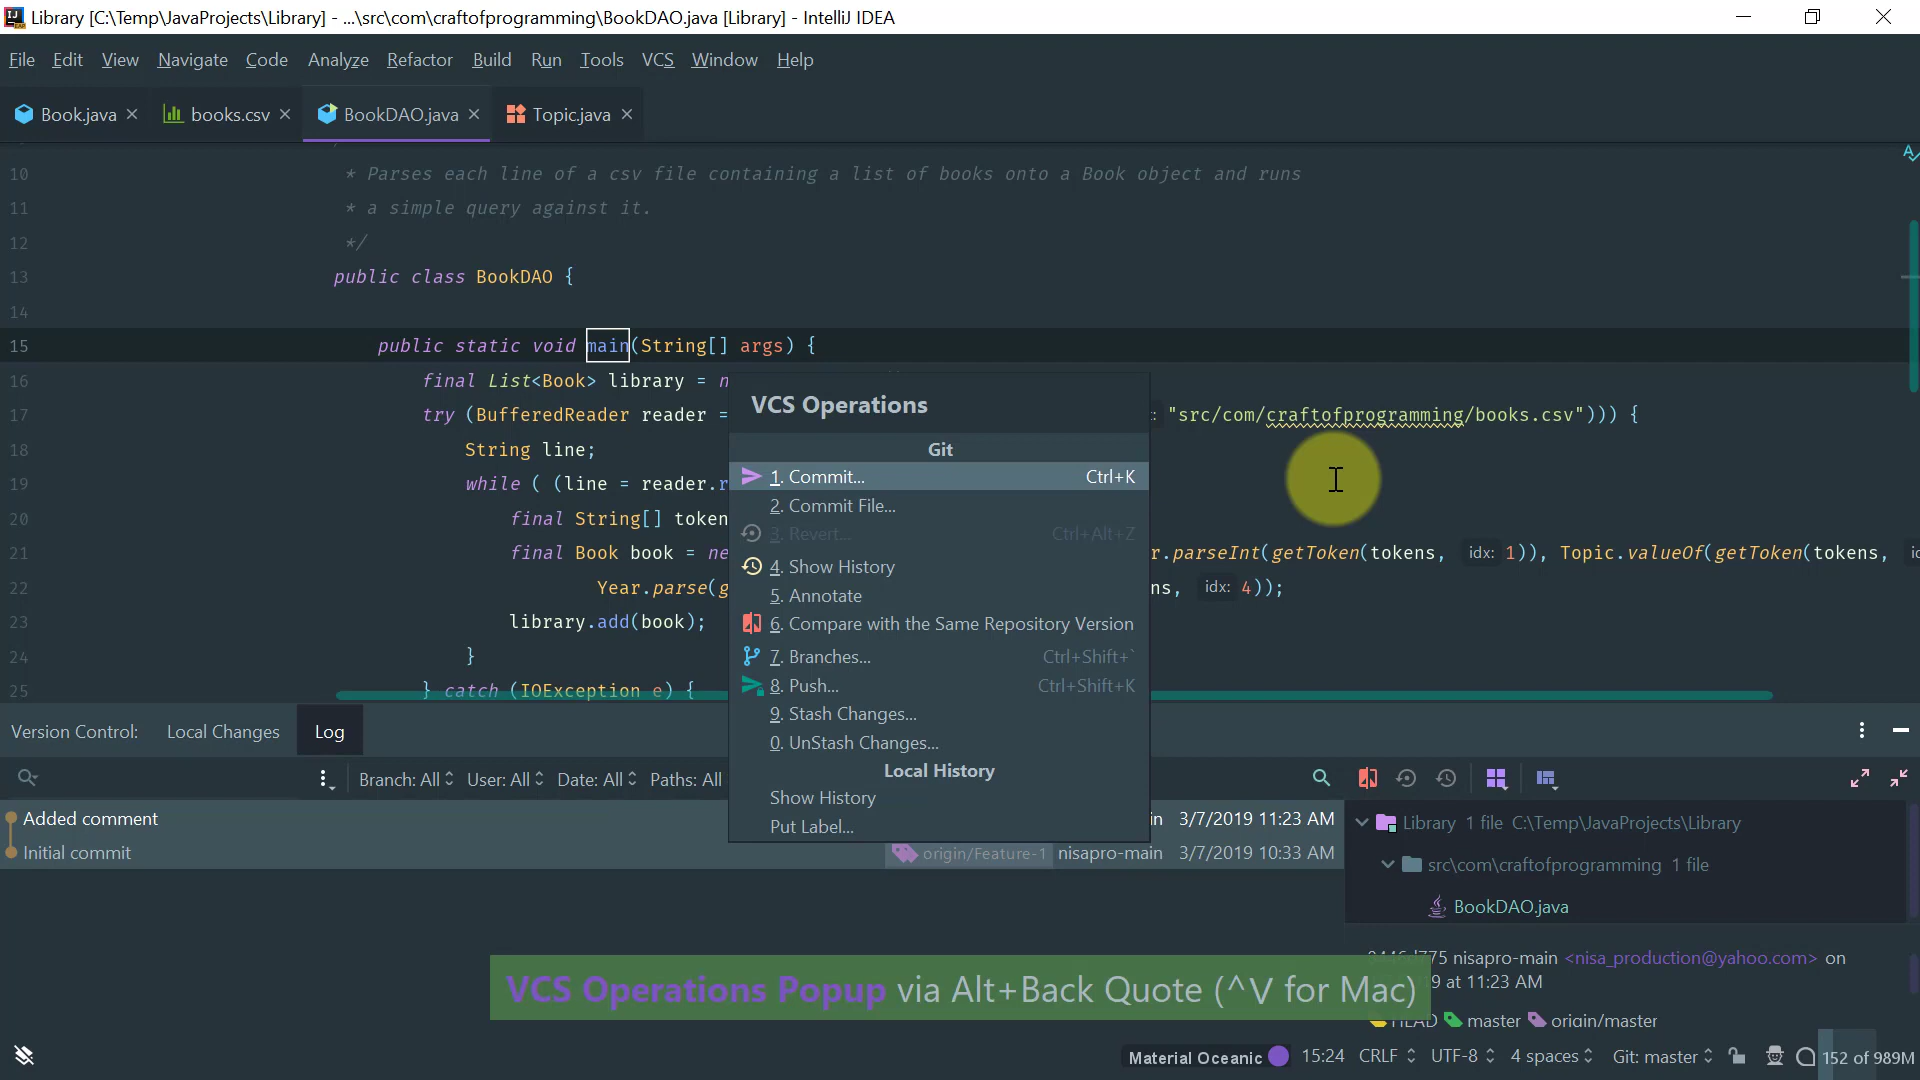 Library [C:\Temp\JavaProjects\Library] - ...\src\com\craftofprogramming\BookDAO.java [Library] - IntelliJ IDEA
File Edit View Navigate Code Analyze Refactor Build Run Tools VCS Window Help
Book.java books.csv BookDAO.java Topic.java
10 * Parses each line of a csv file containing a list of books onto a Book object and runs
11 * a simple query against it.
12 */
13 public class BookDAO {
14
15 public static void main(String[] args) {
16 final List<Book> library = n
17 try (BufferedReader reader = : "src/com/craftofprogramming/books.csv"))) {
18 String line;
19 while ( (line = reader.r
20 final String[] token
21 final Book book = ne r.parseInt(getToken(tokens, idx: 1)), Topic.valueOf(getToken(tokens,
22 Year.parse(g ns, idx: 4));
23 library.add(book);
24 }
25 } catch (IOException e) {
VCS Operations
Git
1. Commit... Ctrl+K
2. Commit File...
3. Revert... Ctrl+Alt+Z
4. Show History
5. Annotate
6. Compare with the Same Repository Version
7. Branches... Ctrl+Shift+`
8. Push... Ctrl+Shift+K
9. Stash Changes...
0. UnStash Changes...
Local History
Show History
Put Label...
Version Control: Local Changes Log
Branch: All User: All Date: All Paths: All
Added comment in 3/7/2019 11:23 AM
Initial commit origin/Feature-1 nisapro-main 3/7/2019 10:33 AM
Library 1 file C:\Temp\JavaProjects\Library
src\com\craftofprogramming 1 file
BookDAO.java
nisapro-main <nisa_production@yahoo.com> on
9 at 11:23 AM
HEAD master origin/master
VCS Operations Popup via Alt+Back Quote (^V for Mac)
Material Oceanic 15:24 CRLF UTF-8 4 spaces Git: master 152 of 989M